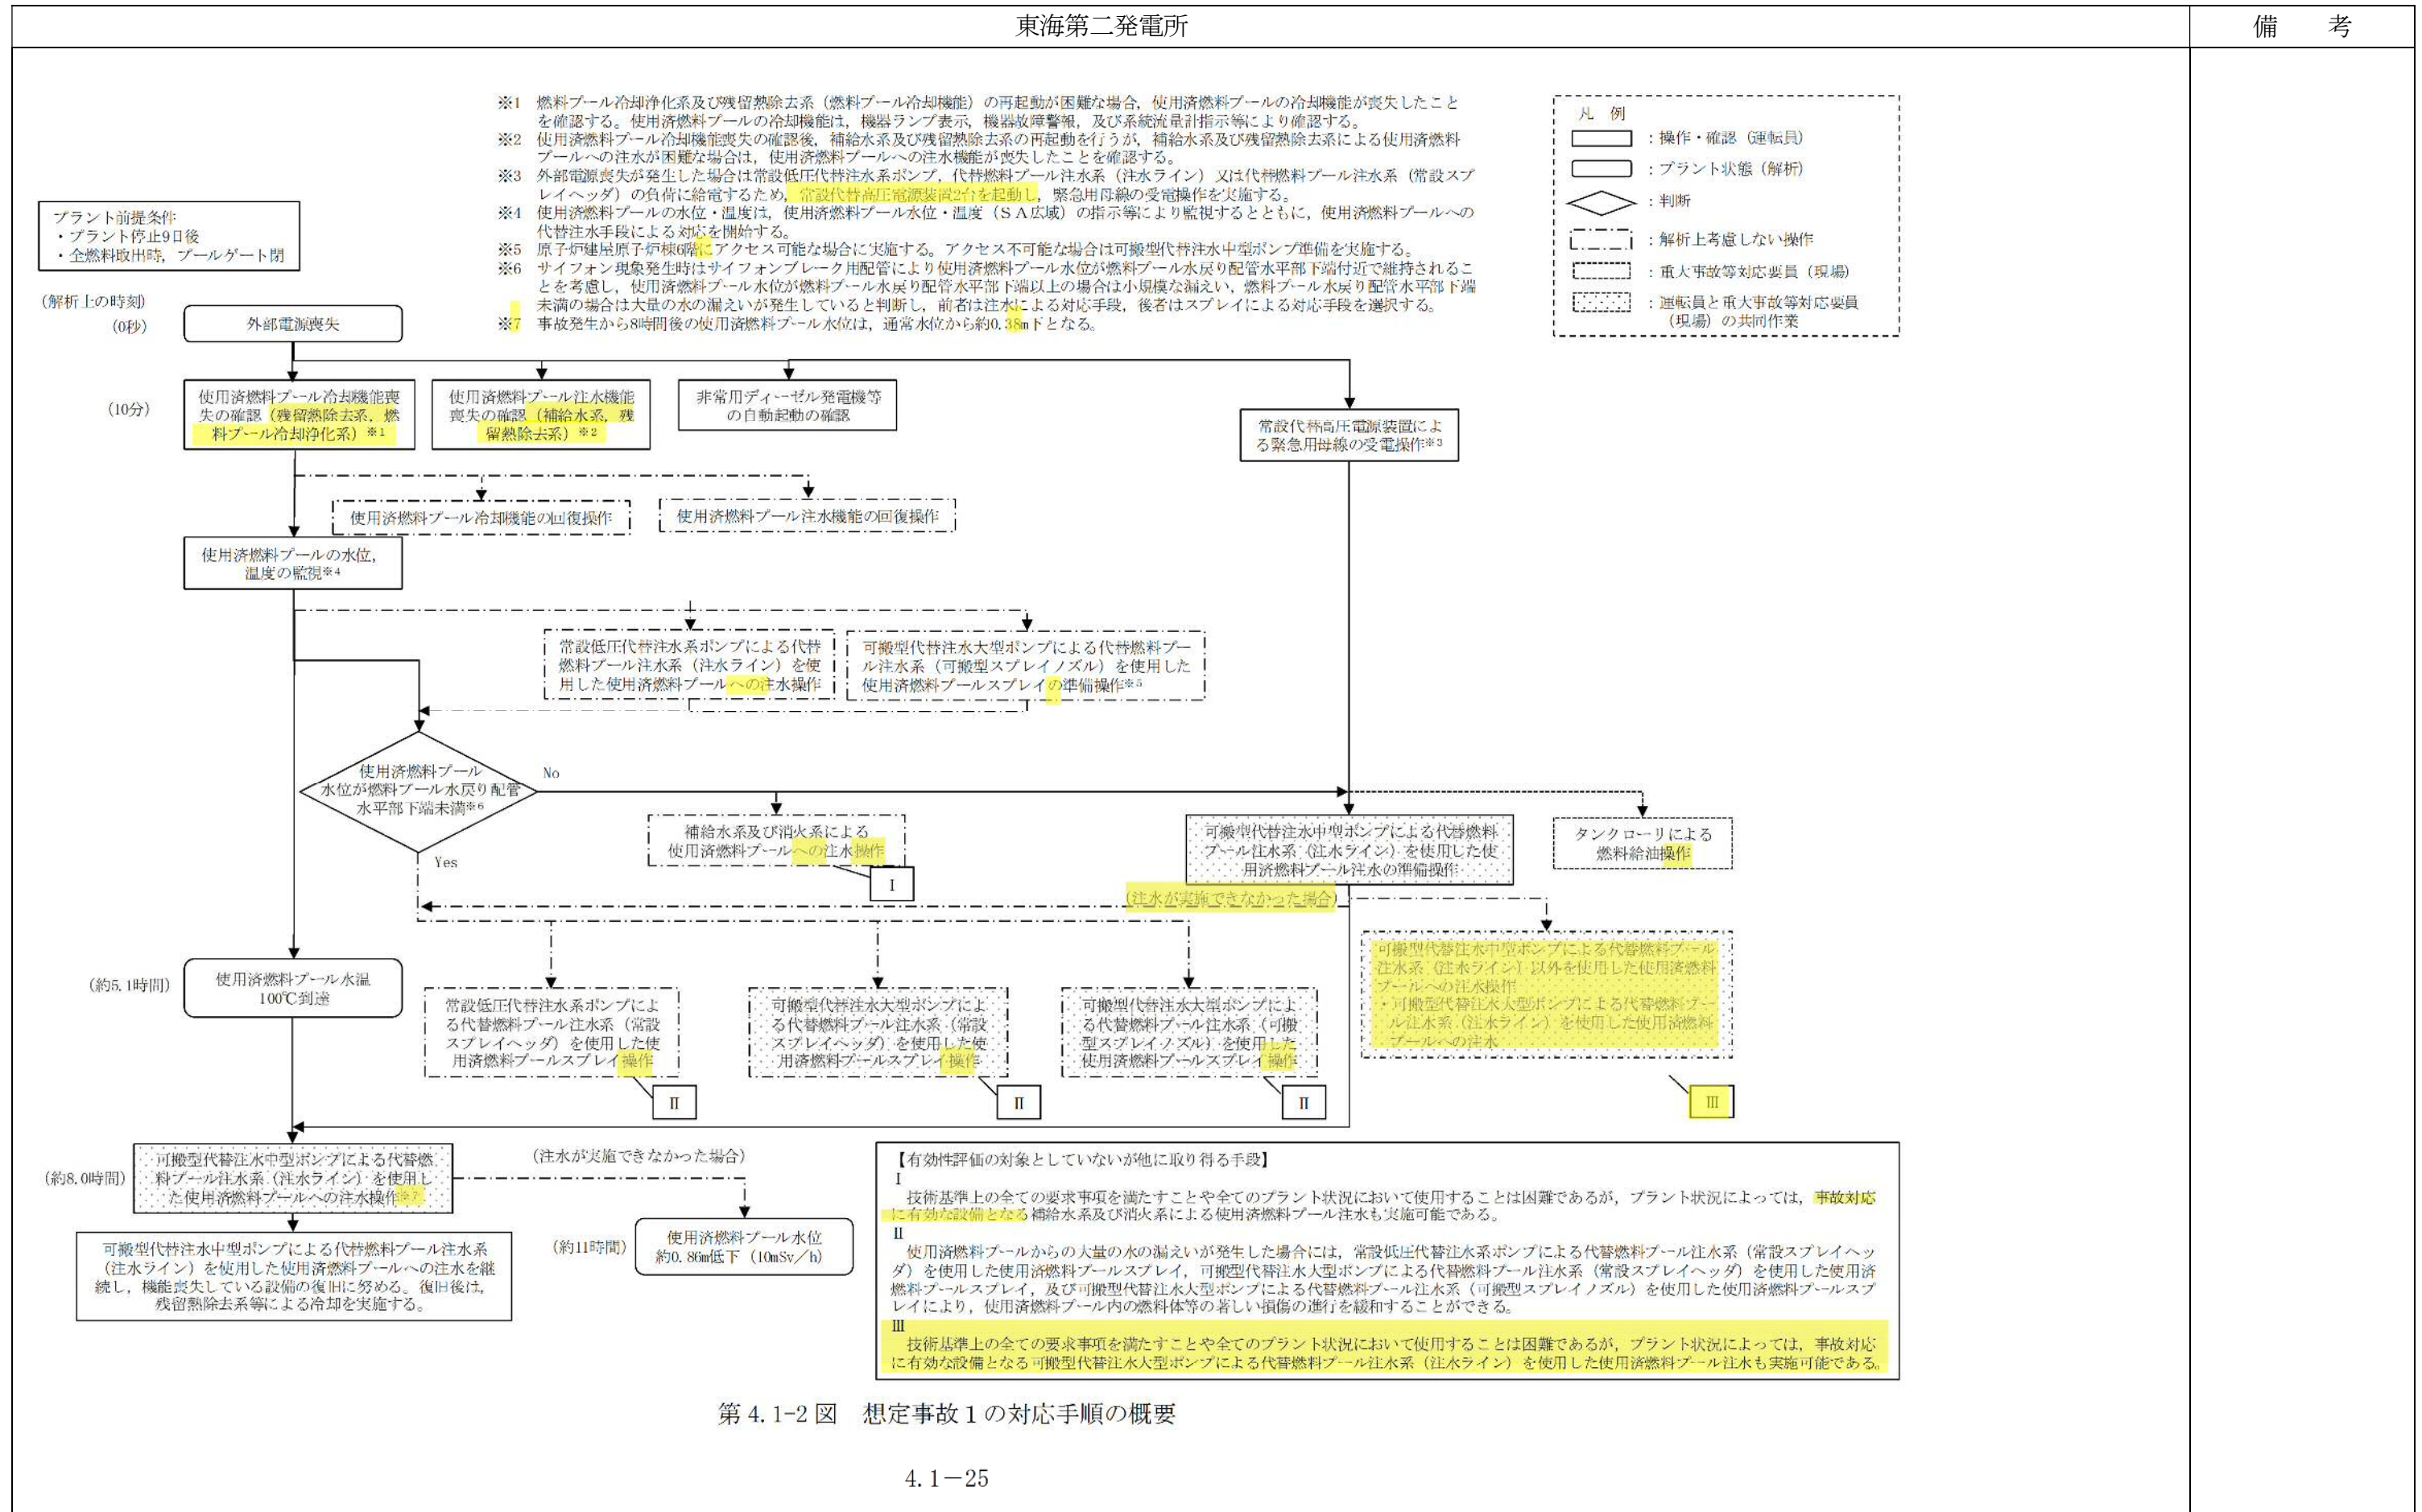 東海第二発電所
備 考
※1 燃料プール冷却浄化系及び残留熱除去系（燃料プール冷却機能）の再起動が困難な場合，使用済燃料プールの冷却機能が喪失したこと
を確認する。使用済燃料プールの冷却機能は，機器ランプ表示，機器故障警報，及び系統流量計指示等により確認する。
※2 使用済燃料プール冷却機能喪失の確認後，補給水系及び残留熱除去系の再起動を行うが，補給水系及び残留熱除去系による使用済燃料
プールへの注水が困難な場合は，使用済燃料プールへの注水機能が喪失したことを確認する。
※3 外部電源喪失が発生した場合は常設低圧代替注水系ポンプ，代替燃料プール注水系（注水ライン）又は代替燃料プール注水系（常設スプ
レイヘッダ）の負荷に給電するため，常設代替高圧電源装置2台を起動し，緊急用母線の受電操作を実施する。
※4 使用済燃料プールの水位・温度は，使用済燃料プール水位・温度（ＳＡ広域）の指示等により監視するとともに，使用済燃料プールへの
代替注水手段による対応を開始する。
※5 原子炉建屋原子炉棟6階にアクセス可能な場合に実施する。アクセス不可能な場合は可搬型代替注水中型ポンプ準備を実施する。
※6 サイフォン現象発生時はサイフォンブレーク用配管により使用済燃料プール水位が燃料プール水戻り配管水平部下端付近で維持されるこ
とを考慮し，使用済燃料プール水位が燃料プール水戻り配管水平部下端以上の場合は小規模な漏えい，燃料プール水戻り配管水平部下端
未満の場合は大量の水の漏えいが発生していると判断し，前者は注水による対応手段，後者はスプレイによる対応手段を選択する。
※7 事故発生から8時間後の使用済燃料プール水位は，通常水位から約0.38m下となる。
凡 例
：操作・確認（運転員）
：プラント状態（解析）
：判断
：解析上考慮しない操作
：重大事故等対応要員（現場）
：運転員と重大事故等対応要員
（現場）の共同作業
プラント前提条件
・プラント停止9日後
・全燃料取出時，プールゲート閉
(解析上の時刻)
(0秒)
外部電源喪失
(10分)
使用済燃料プール冷却機能喪
失の確認（残留熱除去系，燃
料プール冷却浄化系）※1
使用済燃料プール注水機能
喪失の確認（補給水系，残
留熱除去系）※2
非常用ディーゼル発電機等
の自動起動の確認
常設代替高圧電源装置によ
る緊急用母線の受電操作※3
使用済燃料プール冷却機能の回復操作
使用済燃料プール注水機能の回復操作
使用済燃料プールの水位，
温度の監視※4
常設低圧代替注水系ポンプによる代替
燃料プール注水系（注水ライン）を使
用した使用済燃料プールへの注水操作
可搬型代替注水大型ポンプによる代替燃料プー
ル注水系（可搬型スプレイノズル）を使用した
使用済燃料プールスプレイの準備操作※5
使用済燃料プール
水位が燃料プール水戻り配管
水平部下端未満※6
No
Yes
補給水系及び消火系による
使用済燃料プールへの注水操作
Ⅰ
可搬型代替注水中型ポンプによる代替燃料
プール注水系（注水ライン）を使用した使
用済燃料プール注水の準備操作
タンクローリによる
燃料給油操作
(注水が実施できなかった場合)
(約5.1時間)
使用済燃料プール水温
100℃到達
常設低圧代替注水系ポンプによ
る代替燃料プール注水系（常設
スプレイヘッダ）を使用した使
用済燃料プールスプレイ操作
Ⅱ
可搬型代替注水大型ポンプによ
る代替燃料プール注水系（常設
スプレイヘッダ）を使用した使
用済燃料プールスプレイ操作
Ⅱ
可搬型代替注水大型ポンプによ
る代替燃料プール注水系（可搬
型スプレイノズル）を使用した
使用済燃料プールスプレイ操作
Ⅱ
可搬型代替注水中型ポンプによる代替燃料プール
注水系（注水ライン）以外を使用した使用済燃料
プールへの注水操作
・可搬型代替注水大型ポンプによる代替燃料プー
ル注水系（注水ライン）を使用した使用済燃料
プールへの注水
Ⅲ
(約8.0時間)
可搬型代替注水中型ポンプによる代替燃
料プール注水系（注水ライン）を使用し
た使用済燃料プールへの注水操作※7
(注水が実施できなかった場合)
(約11時間)
使用済燃料プール水位
約0.86m低下（10mSv／h）
可搬型代替注水中型ポンプによる代替燃料プール注水系
（注水ライン）を使用した使用済燃料プールへの注水を継
続し，機能喪失している設備の復旧に努める。復旧後は，
残留熱除去系等による冷却を実施する。
【有効性評価の対象としていないが他に取り得る手段】
Ⅰ
技術基準上の全ての要求事項を満たすことや全てのプラント状況において使用することは困難であるが，プラント状況によっては，事故対応
に有効な設備となる補給水系及び消火系による使用済燃料プール注水も実施可能である。
Ⅱ
使用済燃料プールからの大量の水の漏えいが発生した場合には，常設低圧代替注水系ポンプによる代替燃料プール注水系（常設スプレイヘッ
ダ）を使用した使用済燃料プールスプレイ，可搬型代替注水大型ポンプによる代替燃料プール注水系（常設スプレイヘッダ）を使用した使用済
燃料プールスプレイ，及び可搬型代替注水大型ポンプによる代替燃料プール注水系（可搬型スプレイノズル）を使用した使用済燃料プールスプ
レイにより，使用済燃料プール内の燃料体等の著しい損傷の進行を緩和することができる。
Ⅲ
技術基準上の全ての要求事項を満たすことや全てのプラント状況において使用することは困難であるが，プラント状況によっては，事故対応
に有効な設備となる可搬型代替注水大型ポンプによる代替燃料プール注水系（注水ライン）を使用した使用済燃料プール注水も実施可能である。
第 4.1-2 図 想定事故１の対応手順の概要
4.1－25